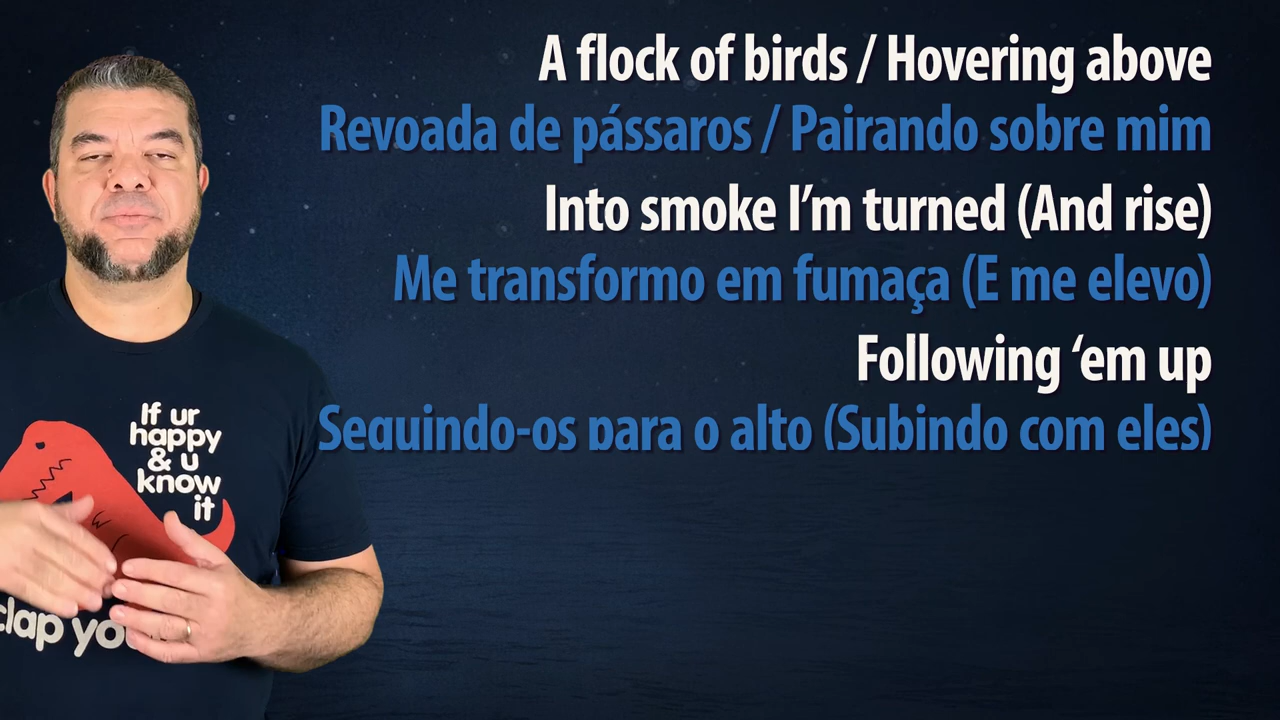 A flock of birds / Hovering above
Revoada de pássaros / Pairando sobre mim
Into smoke I’m turned (And rise)
Me transformo em fumaça (E me elevo)
Following ‘em up
Seguindo-os para o alto (Subindo com eles)
If ur
happy
& u
know
it
clap yo